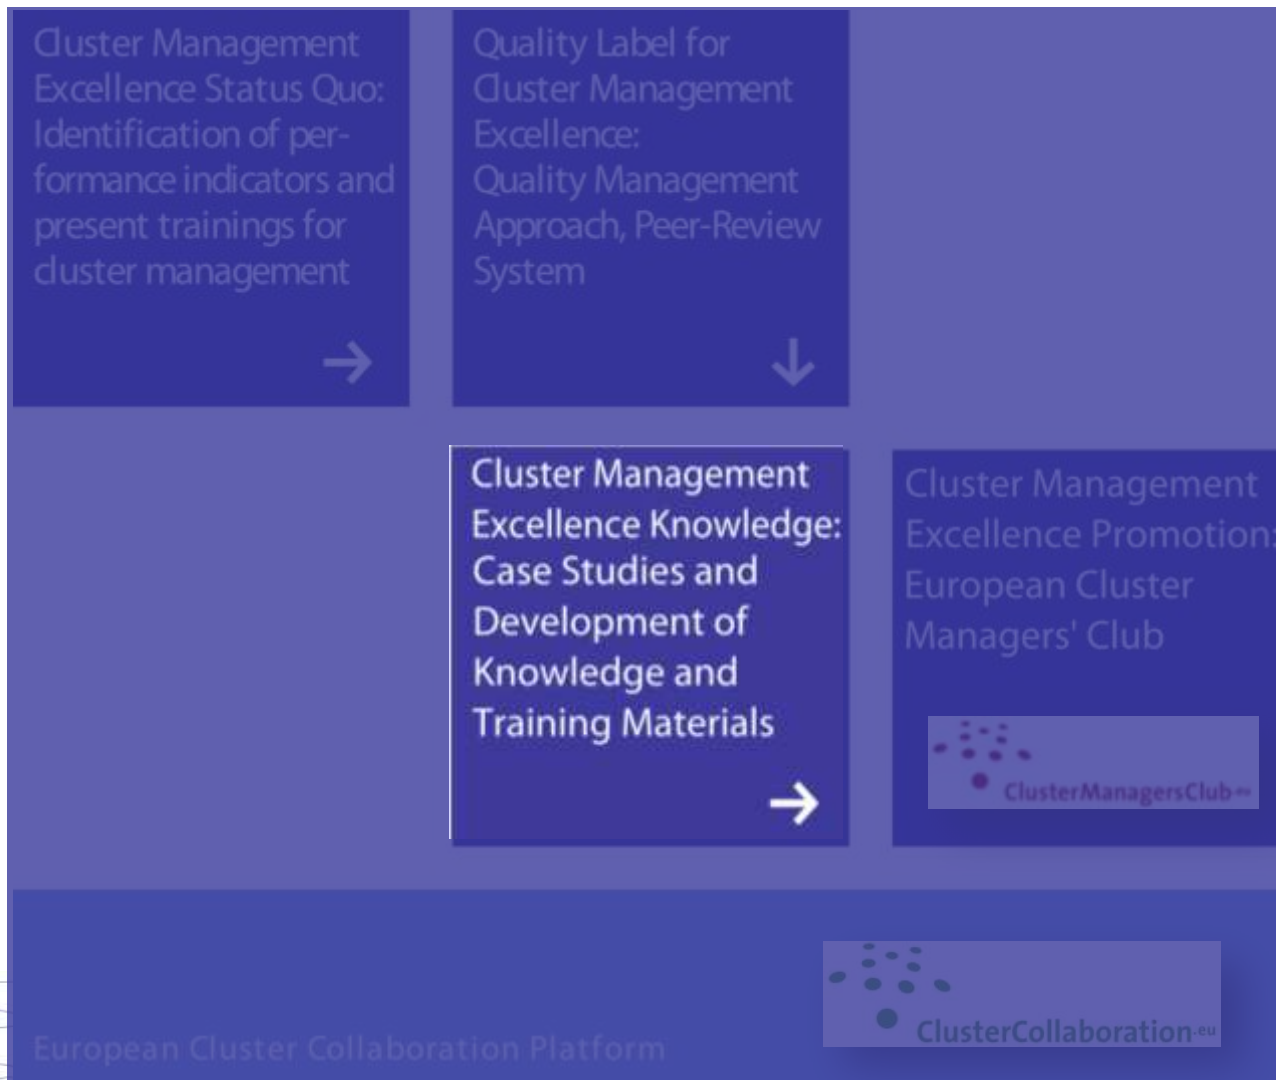 Cluster Management
Excellence Status Quo:
Identification of per-
formance indicators and
present trainings for
cluster management
Quality Label for
Cluster Management
Excellence:
Quality Management
Approach, Peer-Review
System
Cluster Management
Excellence Knowledge:
Case Studies and
Development of
Knowledge and
Training Materials
Cluster Management
Excellence Promotion:
European Cluster
Managers' Club
ClusterManagersClub.eu
European Cluster Collaboration Platform
ClusterCollaboration.eu